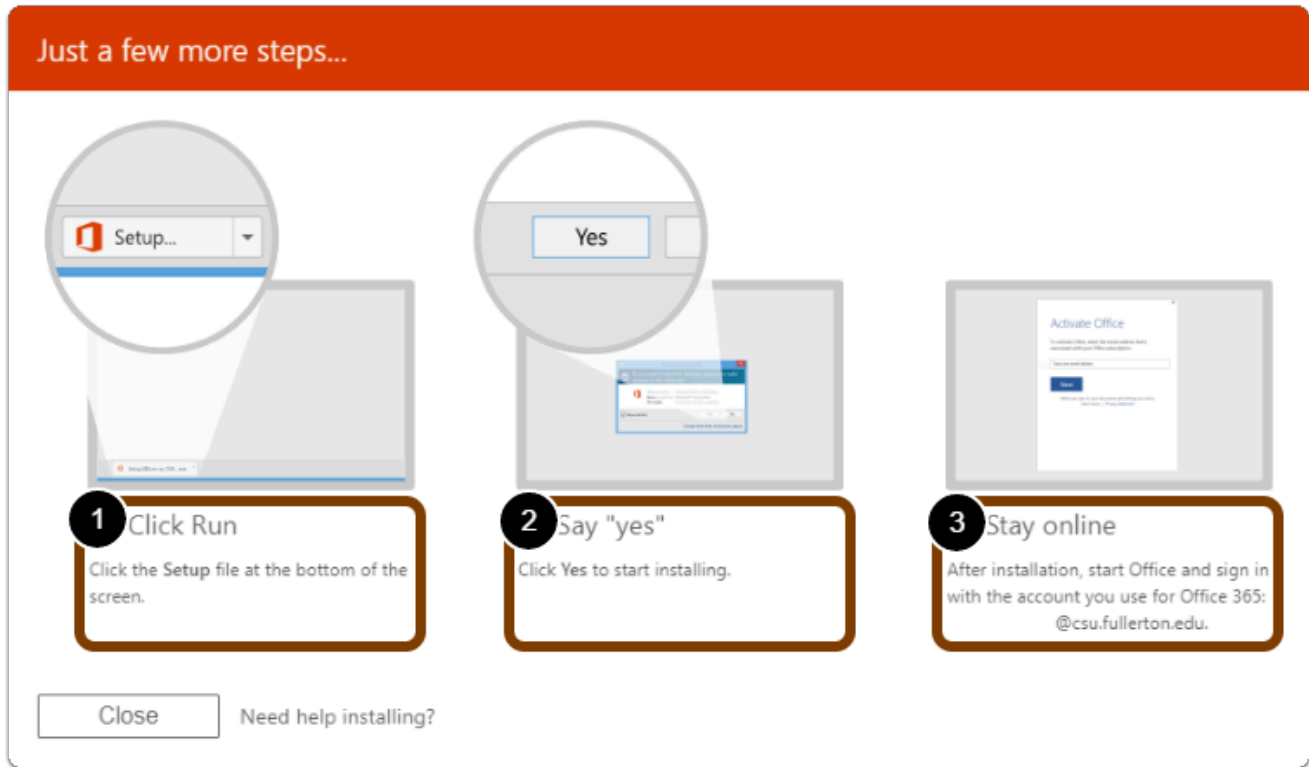 Just a few more steps...
Setup...
Yes
Activate Office
1 Click Run
Click the Setup file at the bottom of the
screen.
2 Say "yes"
Click Yes to start installing.
3 Stay online
After installation, start Office and sign in
with the account you use for Office 365:
@csu.fullerton.edu.
Close
Need help installing?